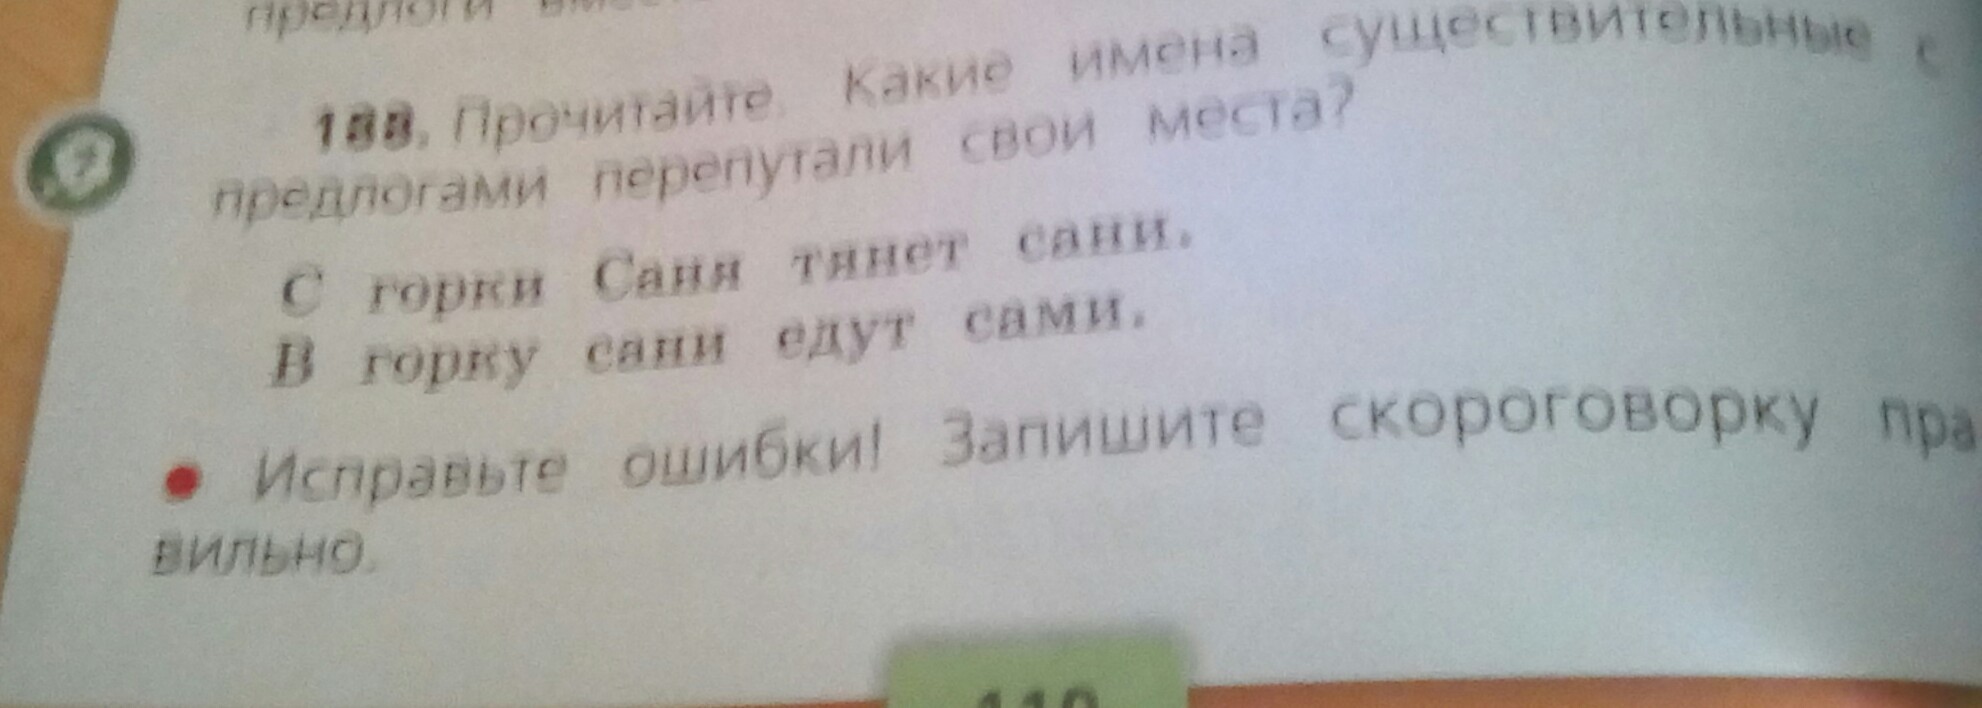 предлоги
188. Прочитайте. Какие имена существительные с
предлогами перепутали свои места?
С горки Саня тянет сани.
В горку сани едут сами.
● Исправьте ошибки! Запишите скороговорку пра
вильно.